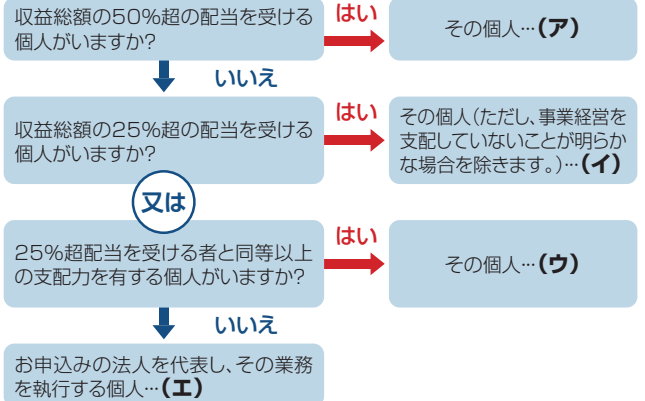 収益総額の50%超の配当を受ける
個人がいますか?
はい
その個人…(ア)
いいえ
収益総額の25%超の配当を受ける
個人がいますか?
はい
その個人(ただし、事業経営を
支配していないことが明らか
な場合を除きます。)…(イ)
又は
25%超配当を受ける者と同等以上
の支配力を有する個人がいますか?
はい
その個人…(ウ)
いいえ
お申込みの法人を代表し、その業務
を執行する個人…(エ)